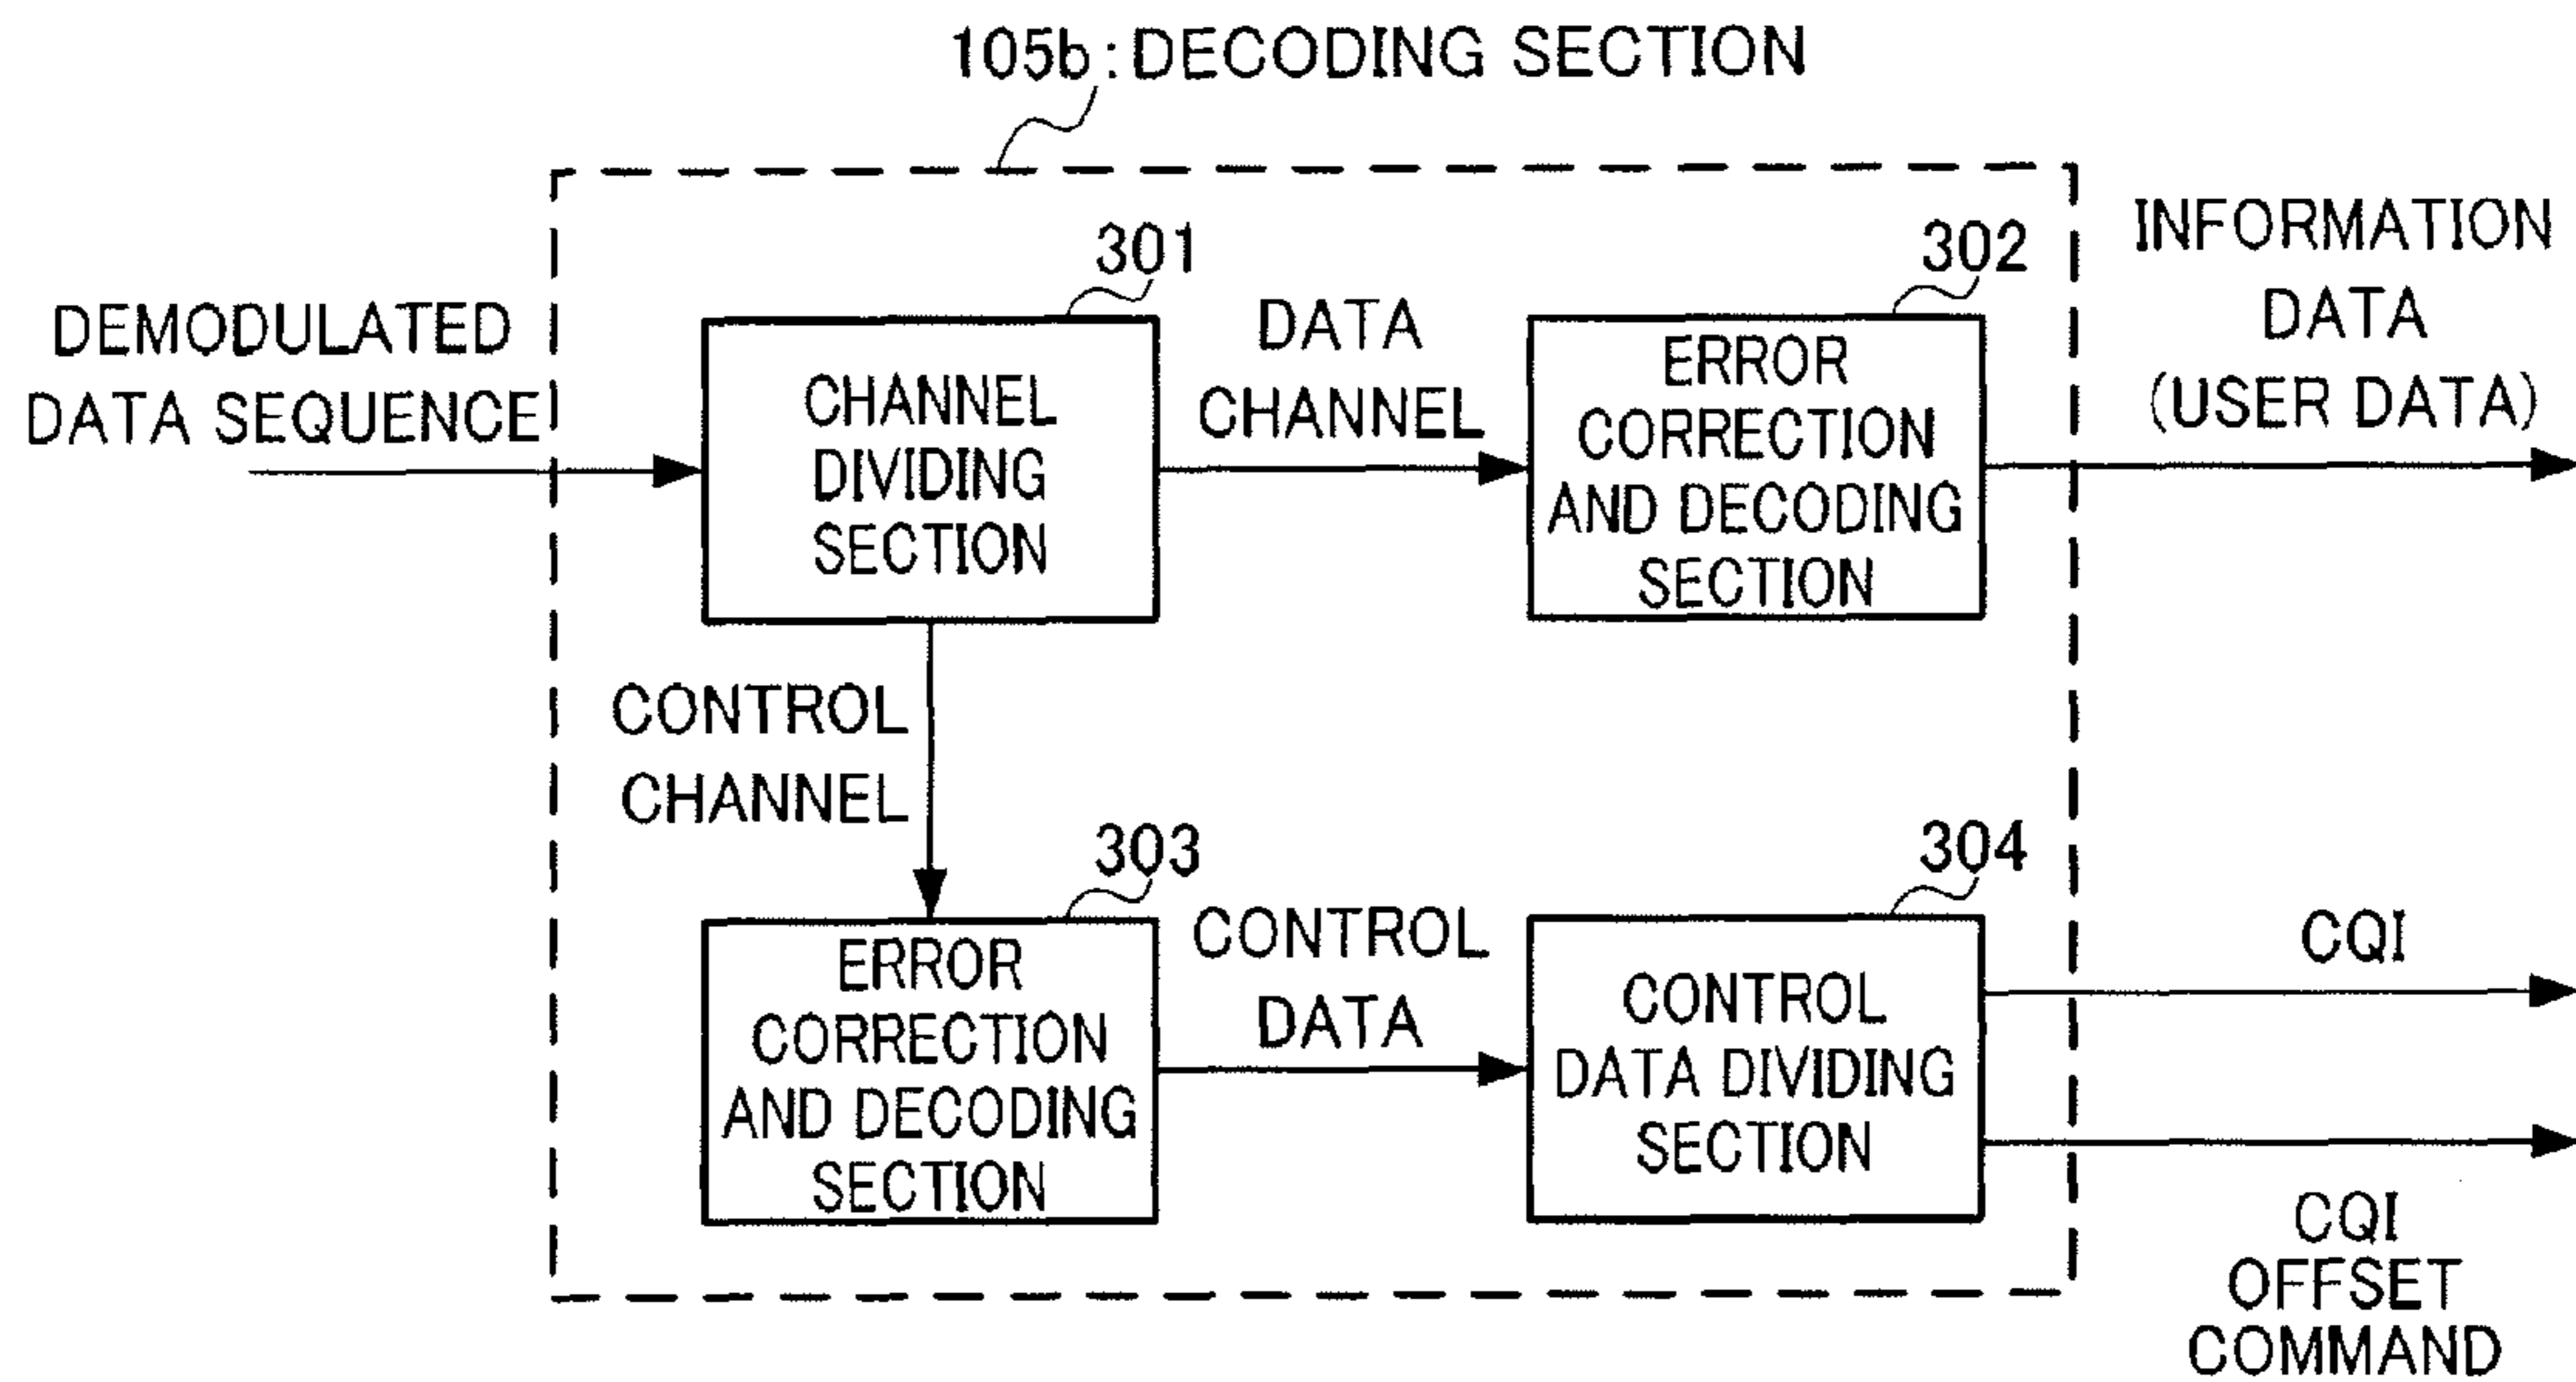 105b : DECODING SECTION
DEMODULATED
DATA SEQUENCE
301
CHANNEL
DIVIDING
SECTION
DATA
CHANNEL
302
ERROR
CORRECTION
AND DECODING
SECTION
INFORMATION
DATA
(USER DATA)
CONTROL
CHANNEL
303
ERROR
CORRECTION
AND DECODING
SECTION
CONTROL
DATA
304
CONTROL
DATA DIVIDING
SECTION
CQI
CQI
OFFSET
COMMAND